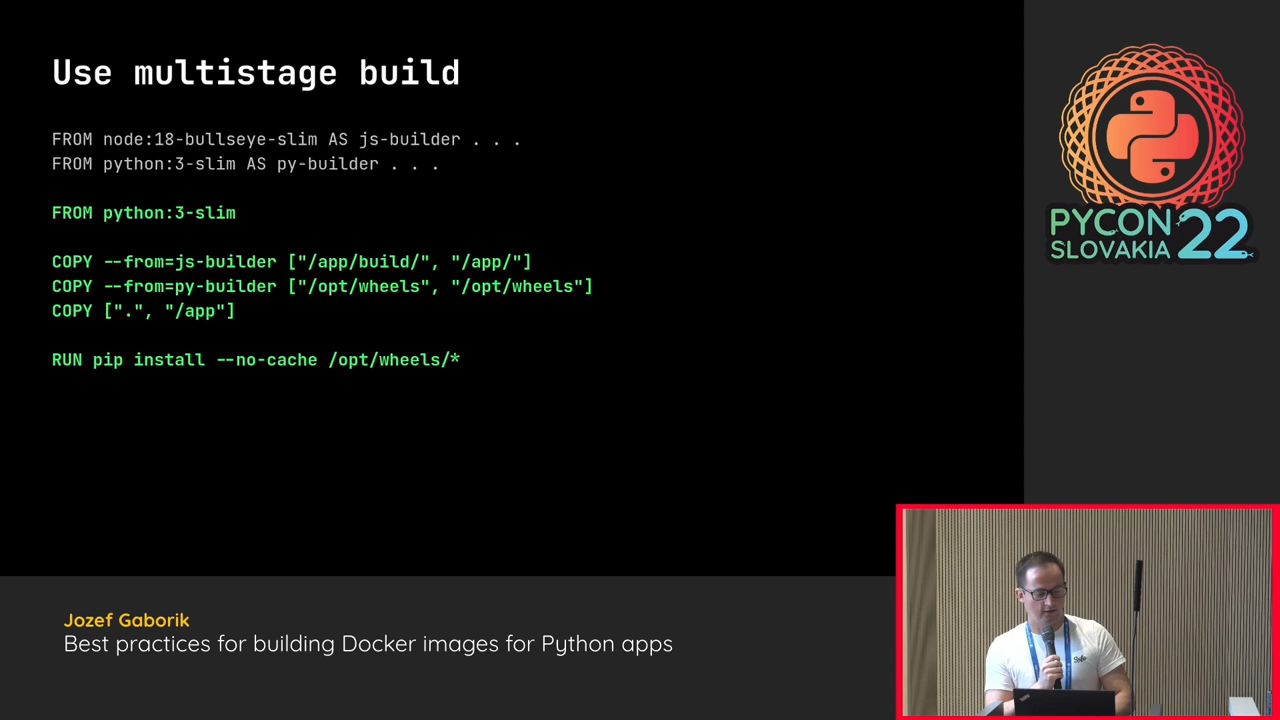 Use multistage build
FROM node:18-bullseye-slim AS js-builder . . .
FROM python:3-slim AS py-builder . . .
FROM python:3-slim
COPY --from=js-builder ["/app/build/", "/app/"]
COPY --from=py-builder ["/opt/wheels", "/opt/wheels"]
COPY [".", "/app"]
RUN pip install --no-cache /opt/wheels/*
PYCON
SLOVAKIA 22
Jozef Gaborik
Best practices for building Docker images for Python apps